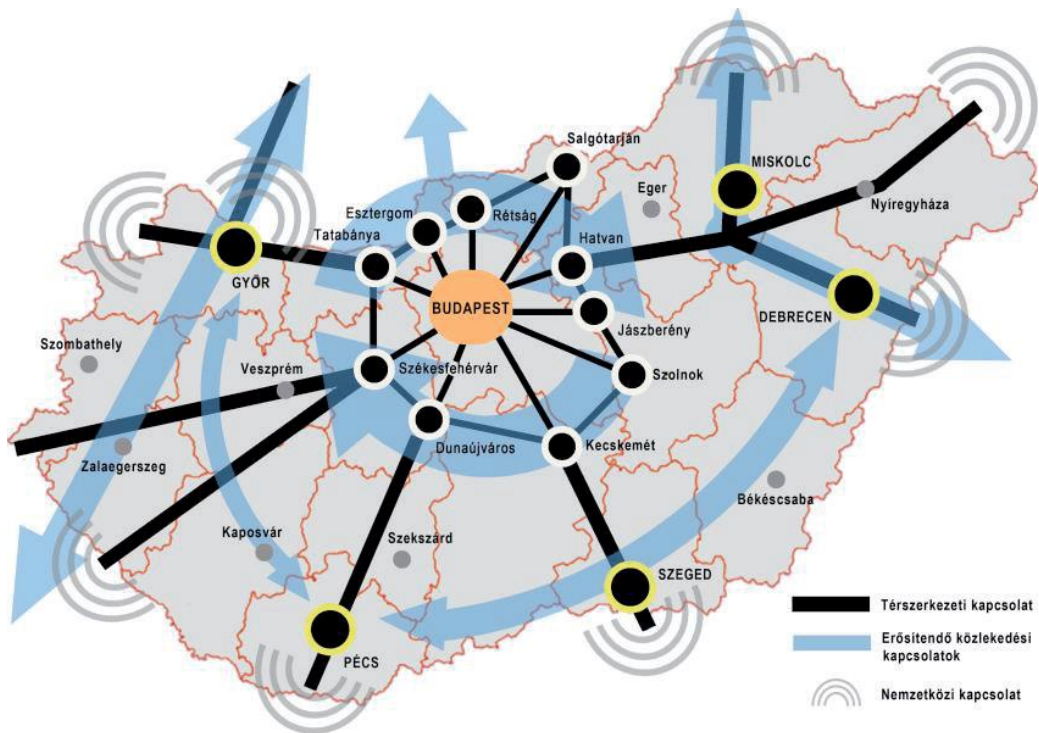 Salgótarján
MISKOLC
Eger
Esztergom
Rétság
Nyíregyháza
Tatabánya
Hatvan
GYŐR
BUDAPEST
DEBRECEN
Jászberény
Szombathely
Veszprém
Székesfehérvár
Szolnok
Dunaújváros
Kecskemét
Zalaegerszeg
Békéscsaba
Kaposvár
Szekszárd
SZEGED
PÉCS
Térszerkezeti kapcsolat
Erősítendő közlekedési
kapcsolatok
Nemzetközi kapcsolat